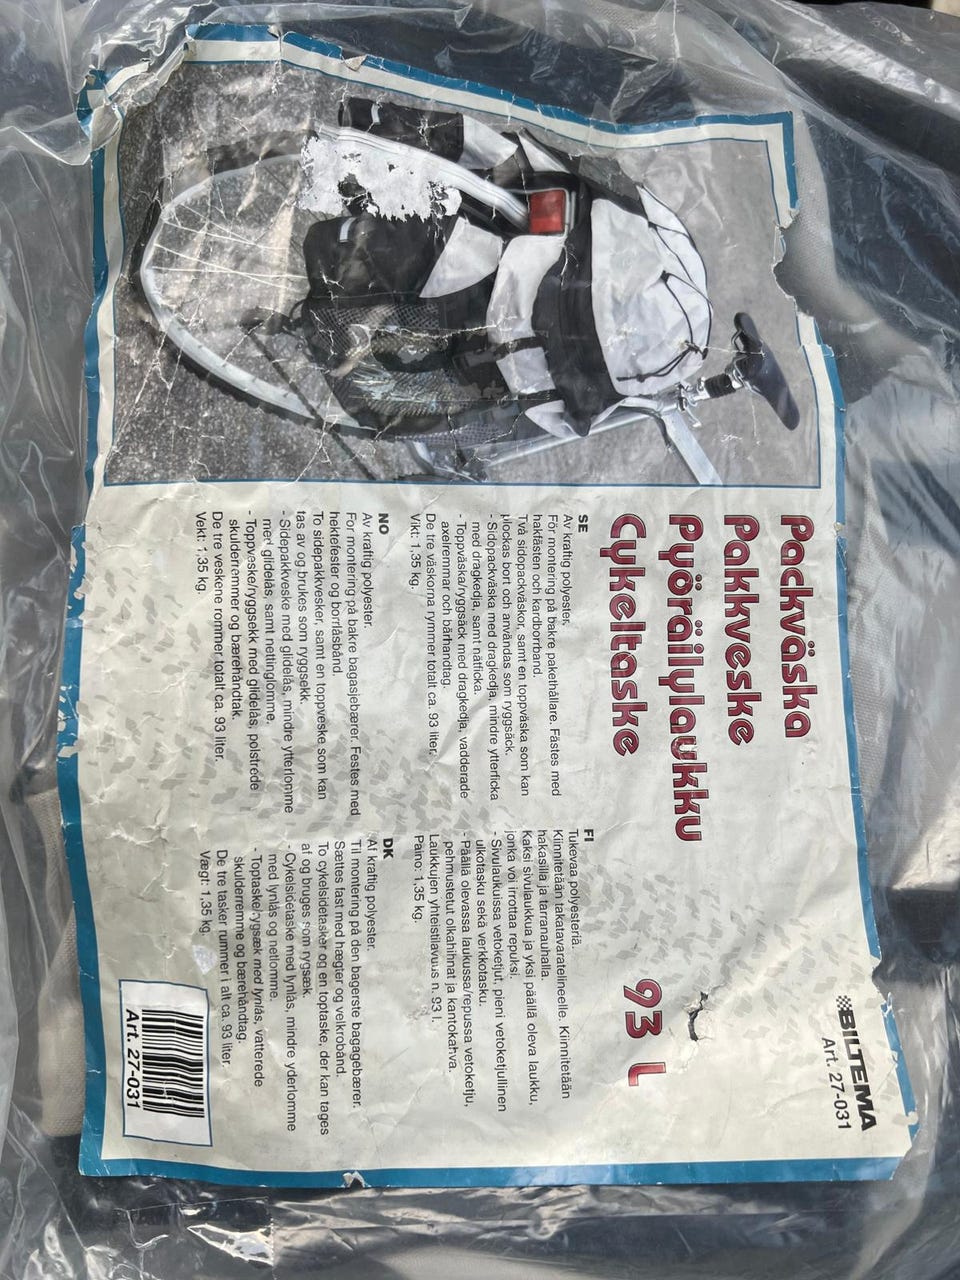 Packväska
Pakkveske
Pyöräilylaukku
Cykeltaske
93 L
BILTEMA
Art. 27-031
SE
Av kraftig polyester.
För montering på bakre pakethållare. Fästes med
hakfästen och kardborrband.
Två sidopackväskor, samt en toppväska som kan
plockas bort och användas som ryggsäck.
- Sidopackväska med dragkedja, mindre ytterficka
med dragkedja, samt nätficka.
- Toppväska/ryggsäck med dragkedja, vadderade
axelremmar och bärhandtag.
De tre väskorna rymmer totalt ca. 93 liter.
Vikt: 1,35 kg.
NO
Av kraftig polyester.
For montering på bakre bagasjebærer. Festes med
hektefester og borrlåsbånd.
To sidepakkvesker, samt en toppveske som kan
tas av og brukes som ryggsekk.
- Sidepakkveske med glidelås, mindre ytterlomme
med glidelås, samt nettinglomme.
- Toppveske/ryggsekk med glidelås, polstrede
skulderremmer og bærehåndtak.
De tre veskene rommer totalt ca. 93 liter.
Vekt: 1,35 kg.
FI
Tukevaa polyesteriä.
Kiinnitetään takatavaratelineelle. Kiinnitetään
hakasilla ja tarranauhalla.
Kaksi sivulaukkua ja yksi päällä oleva laukku,
jonka voi irrottaa repuksi.
- Sivulaukuissa vetoketjut, pieni vetoketjullinen
ulkotasku sekä verkkotasku.
- Päällä olevassa laukussa/repussa vetoketju,
pehmustetut olkahihnat ja kantokahva.
Laukkujen yhteistilavuus n. 93 l.
Paino: 1,35 kg.
DK
Af kraftig polyester.
Til montering på den bagerste bagagebærer.
Sættes fast med hægter og velkrobånd.
To cykelsidetasker og en toptaske, der kan tages
af og bruges som rygsæk.
- Cykelsidetaske med lynlås, mindre yderlomme
med lynlås og netlomme.
- Toptaske/rygsæk med lynlås, vatterede
skulderremme og bærehåndtag.
De tre tasker rummer i alt ca. 93 liter.
Vægt: 1,35 kg.
Art. 27-031